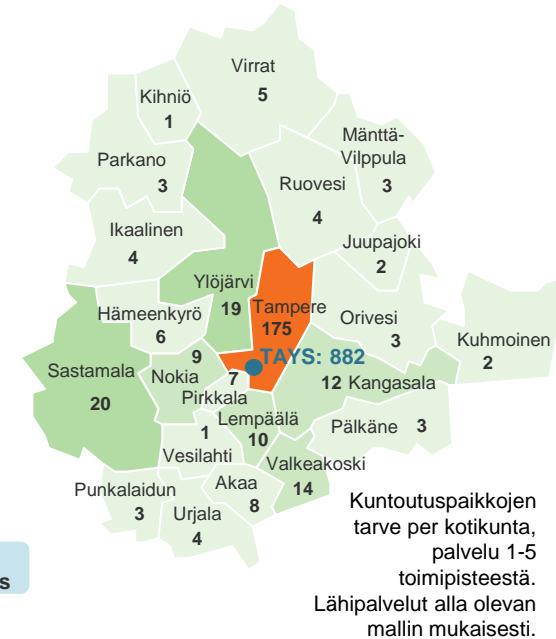 Virrat
5
Kihniö
1
Mänttä-
Vilppula
3
Parkano
3
Ruovesi
4
Ikaalinen
4
Juupajoki
2
Ylöjärvi
19
Tampere
175
Hämeenkyrö
6
Orivesi
3
Kuhmoinen
2
TAYS: 882
9
Nokia
Sastamala
20
7
Pirkkala
12 Kangasala
Lempäälä
10
1
Vesilahti
Pälkäne 3
Valkeakoski
14
Punkalaidun
3
Akaa
8
Urjala
4
Kuntoutuspaikkojen
tarve per kotikunta,
palvelu 1-5
toimipisteestä.
Lähipalvelut alla olevan
mallin mukaisesti.
s